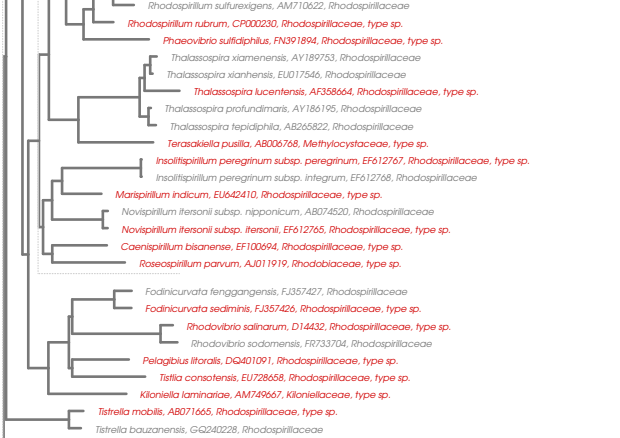 Rhodospirillum sulfurexigens, AM710622, Rhodospirillaceae
Rhodospirillum rubrum, CP000230, Rhodospirillaceae, type sp.
Phaeovibrio sulfidiphilus, FN391894, Rhodospirillaceae, type sp.
Thalassospira xiamenensis, AY189753, Rhodospirillaceae
Thalassospira xianhensis, EU017546, Rhodospirillaceae
Thalassospira lucentensis, AF358664, Rhodospirillaceae, type sp.
Thalassospira profundimaris, AY186195, Rhodospirillaceae
Thalassospira tepidiphila, AB265822, Rhodospirillaceae
Terasakiella pusilla, AB006768, Methylocystaceae, type sp.
Insolitispirillum peregrinum subsp. peregrinum, EF612767, Rhodospirillaceae, type sp.
Insolitispirillum peregrinum subsp. integrum, EF612768, Rhodospirillaceae
Marispirillum indicum, EU642410, Rhodospirillaceae, type sp.
Novispirillum itersonii subsp. nipponicum, AB074520, Rhodospirillaceae
Novispirillum itersonii subsp. itersonii, EF612765, Rhodospirillaceae, type sp.
Caenispirillum bisanense, EF100694, Rhodospirillaceae, type sp.
Roseospirillum parvum, AJ011919, Rhodobiaceae, type sp.
Fodinicurvata fenggangensis, FJ357427, Rhodospirillaceae
Fodinicurvata sediminis, FJ357426, Rhodospirillaceae, type sp.
Rhodovibrio salinarum, D14432, Rhodospirillaceae, type sp.
Rhodovibrio sodomensis, FR733704, Rhodospirillaceae
Pelagibius litoralis, DQ401091, Rhodospirillaceae, type sp.
Tistlia consotensis, EU728658, Rhodospirillaceae, type sp.
Kiloniella laminariae, AM749667, Kiloniellaceae, type sp.
Tistrella mobilis, AB071665, Rhodospirillaceae, type sp.
Tistrella bauzanensis, GQ240228, Rhodospirillaceae